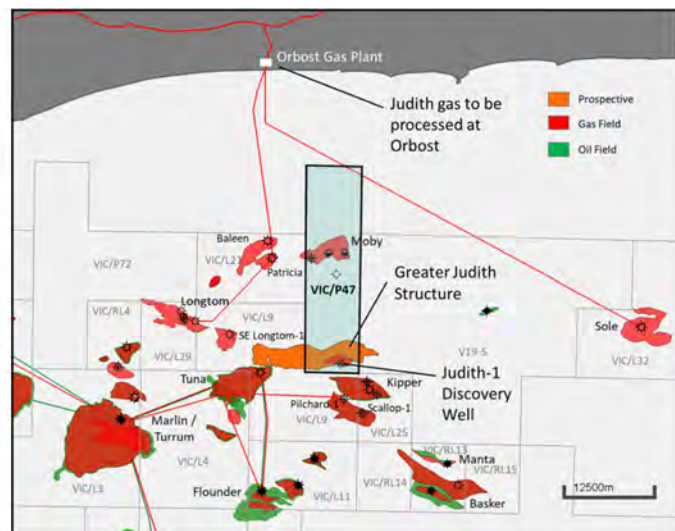 Orbost Gas Plant
Judith gas to be
processed at
Orbost
Prospective
Gas Field
Oil Field
Baleen
Moby
VIC/P72
VIC/L21
Patricia
VIC/P47
Greater Judith
Structure
Longtom
VIC/RL4
VIC/L9
SE Longtom-1
Sole
VIC/L29
V19-5
VIC/L32
Judith-1
Discovery
Well
Tuna
Kipper
Pilchard-1
Scallop-1
VIC/L9
VIC/L25
Marlin /
Turrum
VIC/L4
VIC/RL13
Manta
VIC/RL15
VIC/L3
Flounder
VIC/L11
VIC/RL14
Basker
12500m